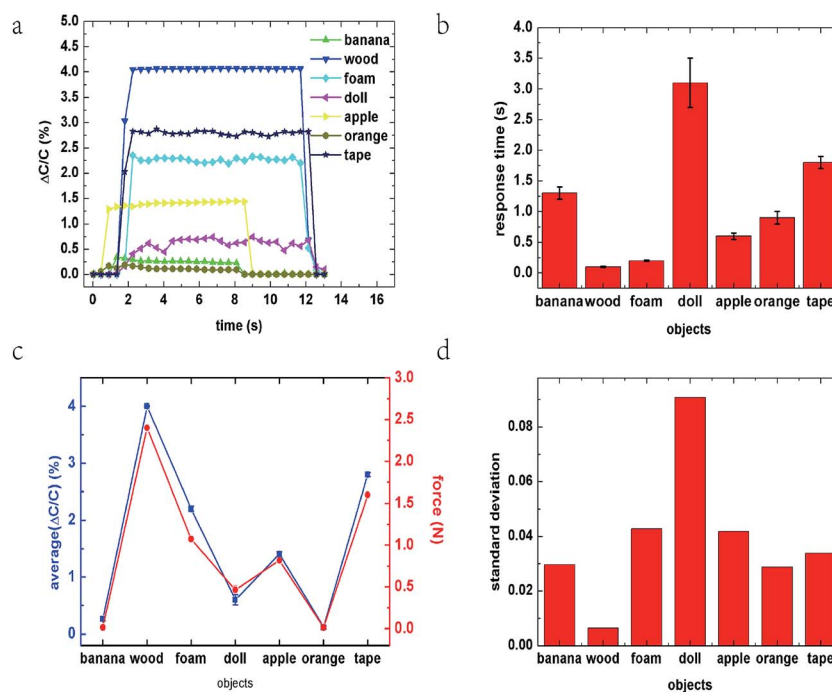 a
5.0
4.5
4.0
3.5
3.0
2.5
2.0
1.5
1.0
0.5
0.0
ΔC/C (%)
banana
wood
foam
doll
apple
orange
tape
0 2 4 6 8 10 12 14 16
time (s)
b
4.0
3.5
3.0
2.5
2.0
1.5
1.0
0.5
0.0
response time (s)
banana wood foam doll apple orange tape
objects
c
4
3
2
1
0
average(ΔC/C) (%)
3.0
2.5
2.0
1.5
1.0
0.5
0.0
force (N)
banana wood foam doll apple orange tape
objects
d
0.08
0.06
0.04
0.02
0.00
standard deviation
banana wood foam doll apple orange tape
objects